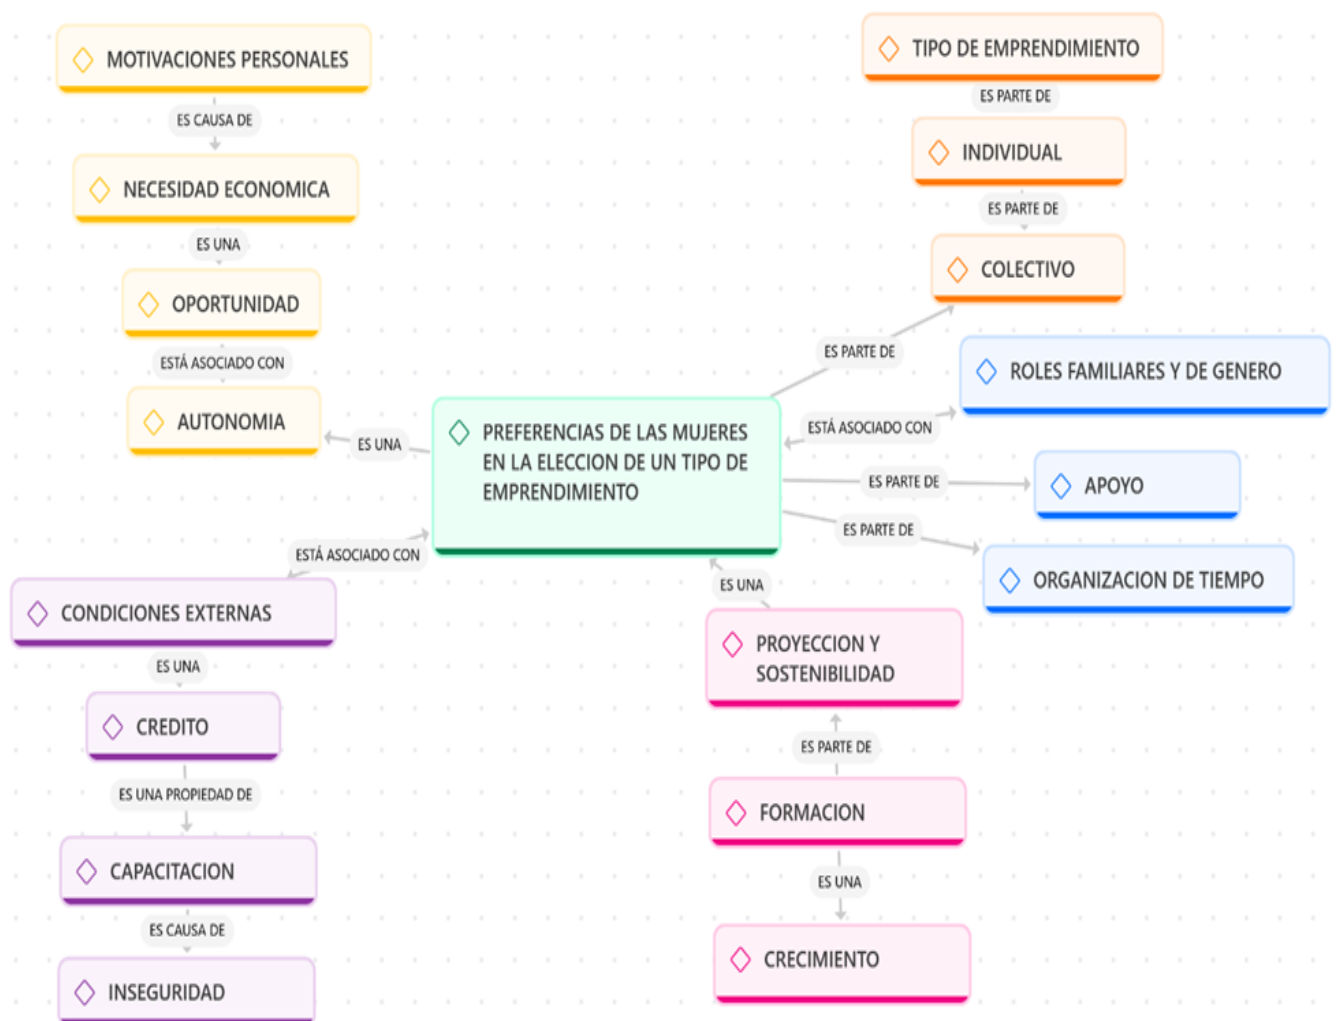 MOTIVACIONES PERSONALES
ES CAUSA DE
NECESIDAD ECONOMICA
ES UNA
OPORTUNIDAD
ESTÁ ASOCIADO CON
AUTONOMIA
ES UNA
TIPO DE EMPRENDIMIENTO
ES PARTE DE
INDIVIDUAL
ES PARTE DE
COLECTIVO
ES PARTE DE
PREFERENCIAS DE LAS MUJERES
EN LA ELECCION DE UN TIPO DE
EMPRENDIMIENTO
ROLES FAMILIARES Y DE GENERO
ESTÁ ASOCIADO CON
ES PARTE DE
APOYO
ES PARTE DE
ORGANIZACION DE TIEMPO
ESTÁ ASOCIADO CON
CONDICIONES EXTERNAS
ES UNA
CREDITO
ES UNA PROPIEDAD DE
CAPACITACION
ES CAUSA DE
INSEGURIDAD
ES UNA
PROYECCION Y
SOSTENIBILIDAD
ES PARTE DE
FORMACION
ES UNA
CRECIMIENTO